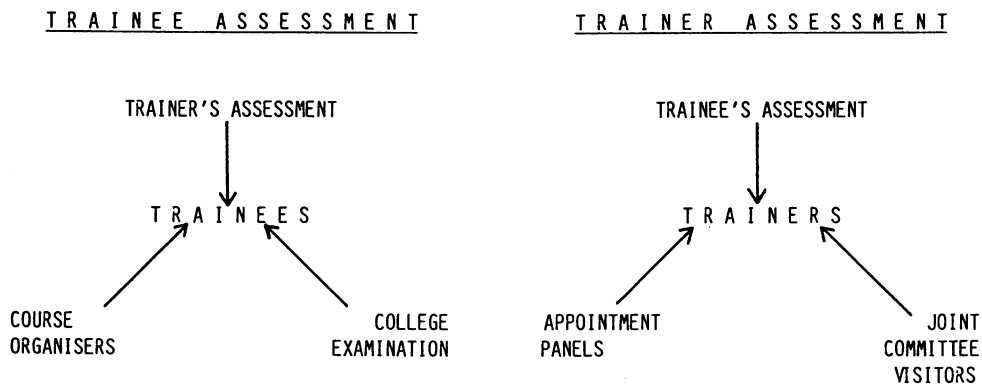 TRAINEE ASSESSMENT
TRAINER'S ASSESSMENT
TRAINEES
COURSE
ORGANISERS
COLLEGE
EXAMINATION
TRAINER ASSESSMENT
TRAINEE'S ASSESSMENT
TRAINERS
APPOINTMENT
PANELS
JOINT
COMMITTEE
VISITORS